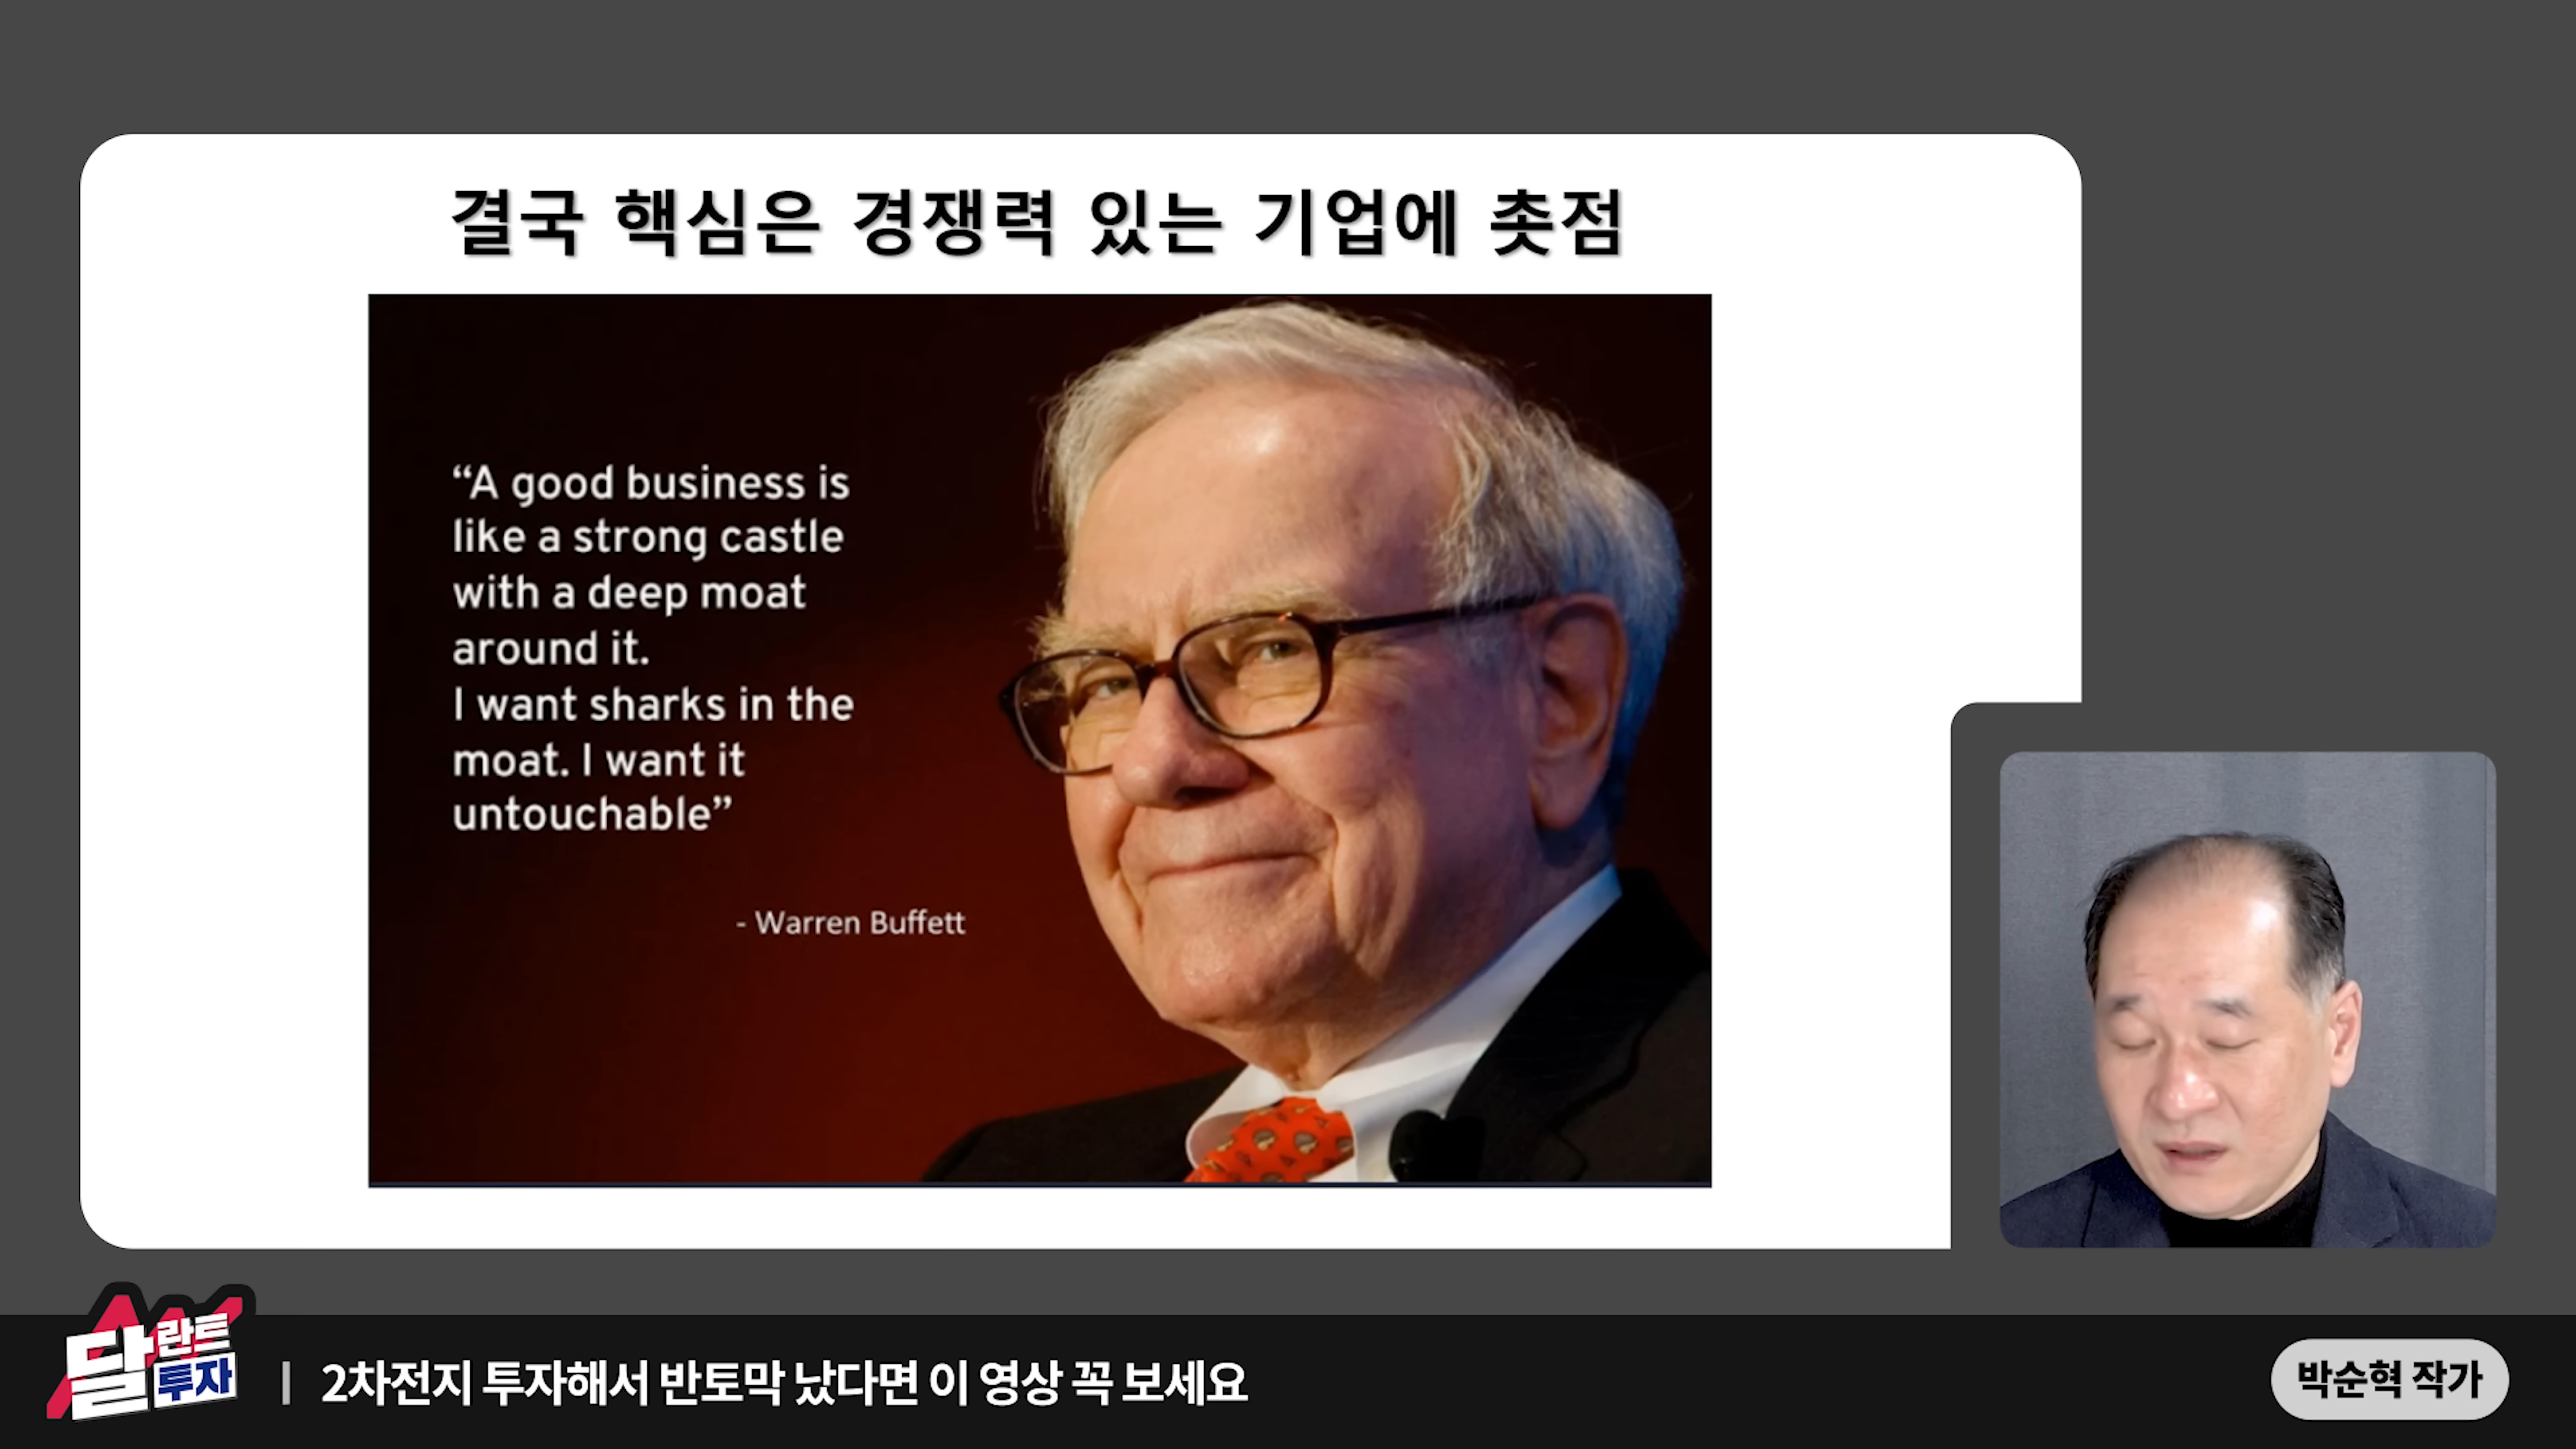 결국 핵심은 경쟁력 있는 기업에 촛점
“A good business is
like a strong castle
with a deep moat
around it.
I want sharks in the
moat. I want it
untouchable”
- Warren Buffett
달란트
투자
2차전지 투자해서 반토막 났다면 이 영상 꼭 보세요
박순혁 작가